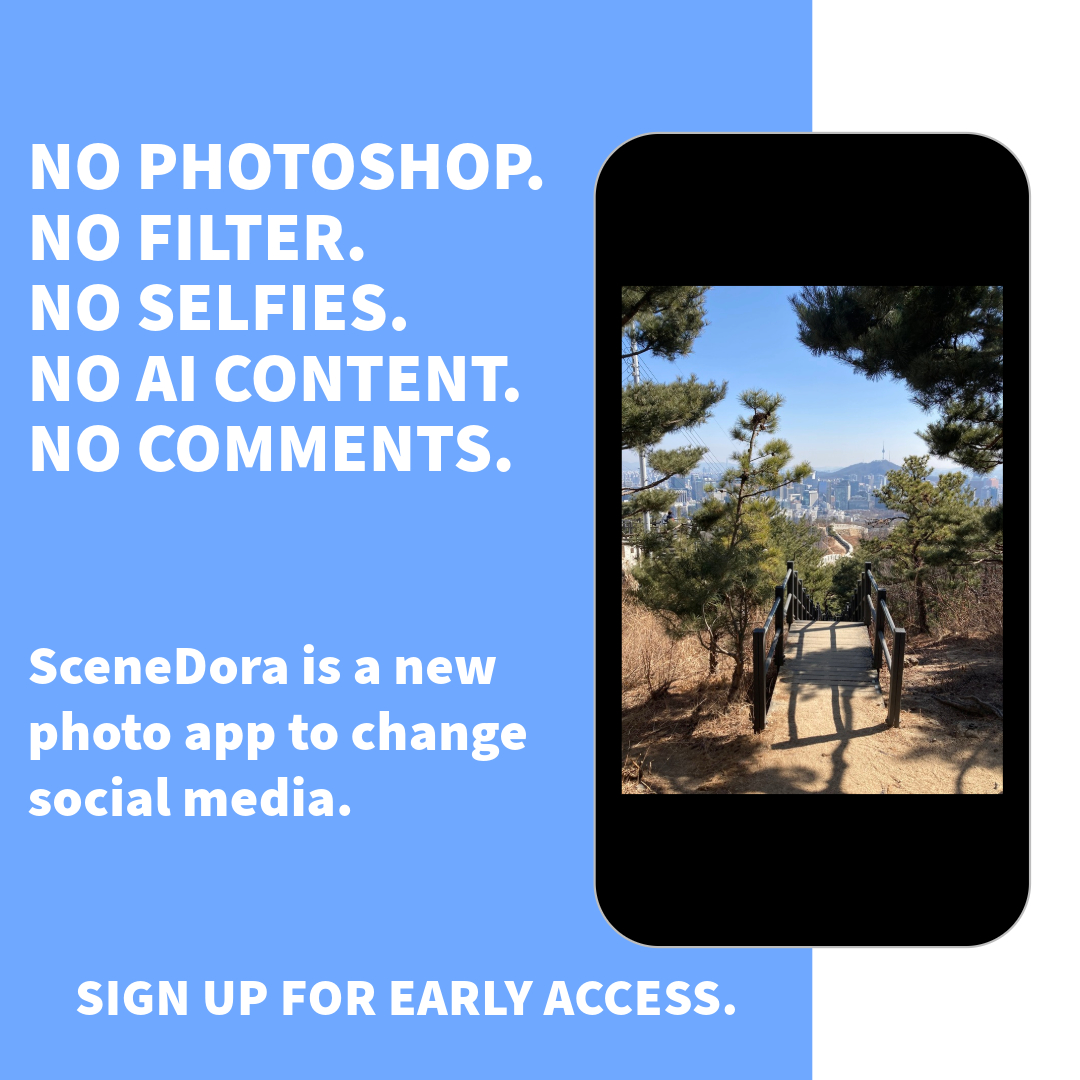 NO PHOTOSHOP.
NO FILTER.
NO SELFIES.
NO AI CONTENT.
NO COMMENTS.
SceneDora is a new
photo app to change
social media.
SIGN UP FOR EARLY ACCESS.